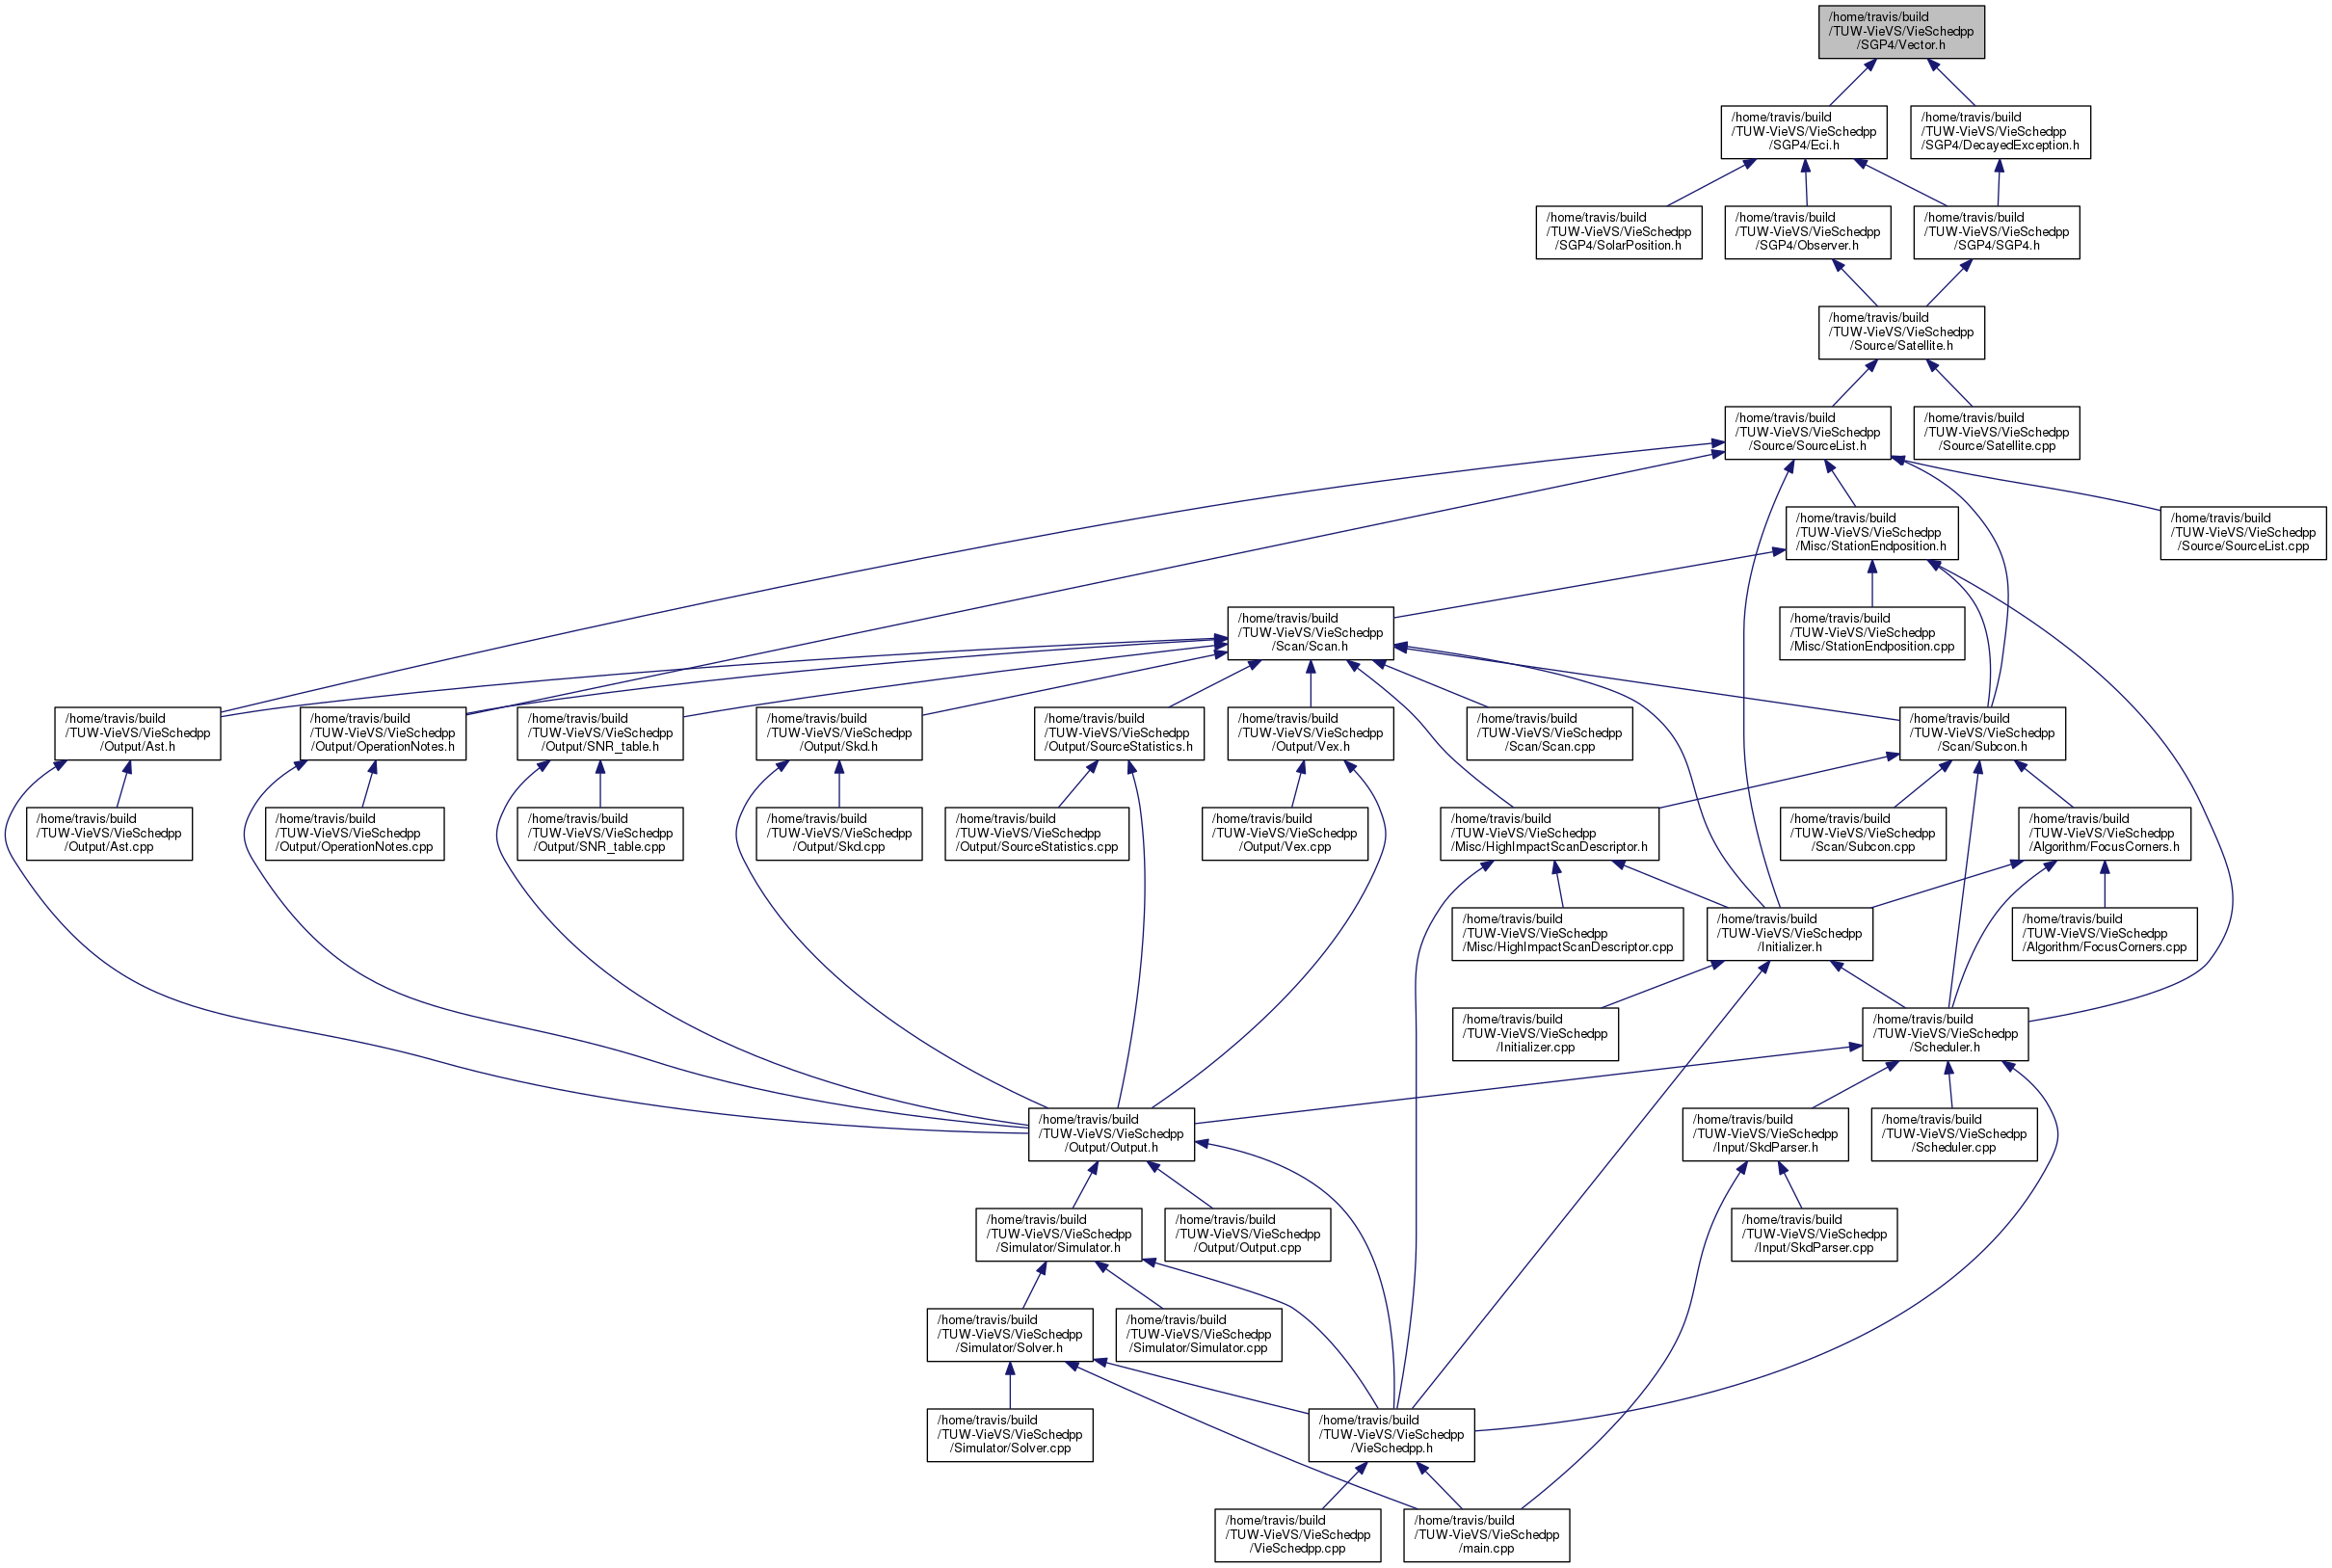 /home/travis/build
/TUW-VieVS/VieSchedpp
/SGP4/Vector.h
/home/travis/build
/TUW-VieVS/VieSchedpp
/SGP4/Eci.h
/home/travis/build
/TUW-VieVS/VieSchedpp
/SGP4/DecayedException.h
/home/travis/build
/TUW-VieVS/VieSchedpp
/SGP4/SolarPosition.h
/home/travis/build
/TUW-VieVS/VieSchedpp
/SGP4/Observer.h
/home/travis/build
/TUW-VieVS/VieSchedpp
/SGP4/SGP4.h
/home/travis/build
/TUW-VieVS/VieSchedpp
/Source/Satellite.h
/home/travis/build
/TUW-VieVS/VieSchedpp
/Source/SourceList.h
/home/travis/build
/TUW-VieVS/VieSchedpp
/Source/Satellite.cpp
/home/travis/build
/TUW-VieVS/VieSchedpp
/Misc/StationEndposition.h
/home/travis/build
/TUW-VieVS/VieSchedpp
/Source/SourceList.cpp
/home/travis/build
/TUW-VieVS/VieSchedpp
/Scan/Scan.h
/home/travis/build
/TUW-VieVS/VieSchedpp
/Misc/StationEndposition.cpp
/home/travis/build
/TUW-VieVS/VieSchedpp
/Output/Ast.h
/home/travis/build
/TUW-VieVS/VieSchedpp
/Output/OperationNotes.h
/home/travis/build
/TUW-VieVS/VieSchedpp
/Output/SNR_table.h
/home/travis/build
/TUW-VieVS/VieSchedpp
/Output/Skd.h
/home/travis/build
/TUW-VieVS/VieSchedpp
/Output/SourceStatistics.h
/home/travis/build
/TUW-VieVS/VieSchedpp
/Output/Vex.h
/home/travis/build
/TUW-VieVS/VieSchedpp
/Scan/Scan.cpp
/home/travis/build
/TUW-VieVS/VieSchedpp
/Scan/Subcon.h
/home/travis/build
/TUW-VieVS/VieSchedpp
/Output/Ast.cpp
/home/travis/build
/TUW-VieVS/VieSchedpp
/Output/OperationNotes.cpp
/home/travis/build
/TUW-VieVS/VieSchedpp
/Output/SNR_table.cpp
/home/travis/build
/TUW-VieVS/VieSchedpp
/Output/Skd.cpp
/home/travis/build
/TUW-VieVS/VieSchedpp
/Output/SourceStatistics.cpp
/home/travis/build
/TUW-VieVS/VieSchedpp
/Output/Vex.cpp
/home/travis/build
/TUW-VieVS/VieSchedpp
/Misc/HighImpactScanDescriptor.h
/home/travis/build
/TUW-VieVS/VieSchedpp
/Scan/Subcon.cpp
/home/travis/build
/TUW-VieVS/VieSchedpp
/Algorithm/FocusCorners.h
/home/travis/build
/TUW-VieVS/VieSchedpp
/Misc/HighImpactScanDescriptor.cpp
/home/travis/build
/TUW-VieVS/VieSchedpp
/Initializer.h
/home/travis/build
/TUW-VieVS/VieSchedpp
/Algorithm/FocusCorners.cpp
/home/travis/build
/TUW-VieVS/VieSchedpp
/Initializer.cpp
/home/travis/build
/TUW-VieVS/VieSchedpp
/Scheduler.h
/home/travis/build
/TUW-VieVS/VieSchedpp
/Output/Output.h
/home/travis/build
/TUW-VieVS/VieSchedpp
/Input/SkdParser.h
/home/travis/build
/TUW-VieVS/VieSchedpp
/Scheduler.cpp
/home/travis/build
/TUW-VieVS/VieSchedpp
/Simulator/Simulator.h
/home/travis/build
/TUW-VieVS/VieSchedpp
/Output/Output.cpp
/home/travis/build
/TUW-VieVS/VieSchedpp
/Input/SkdParser.cpp
/home/travis/build
/TUW-VieVS/VieSchedpp
/Simulator/Solver.h
/home/travis/build
/TUW-VieVS/VieSchedpp
/Simulator/Simulator.cpp
/home/travis/build
/TUW-VieVS/VieSchedpp
/Simulator/Solver.cpp
/home/travis/build
/TUW-VieVS/VieSchedpp
/VieSchedpp.h
/home/travis/build
/TUW-VieVS/VieSchedpp
/VieSchedpp.cpp
/home/travis/build
/TUW-VieVS/VieSchedpp
/main.cpp